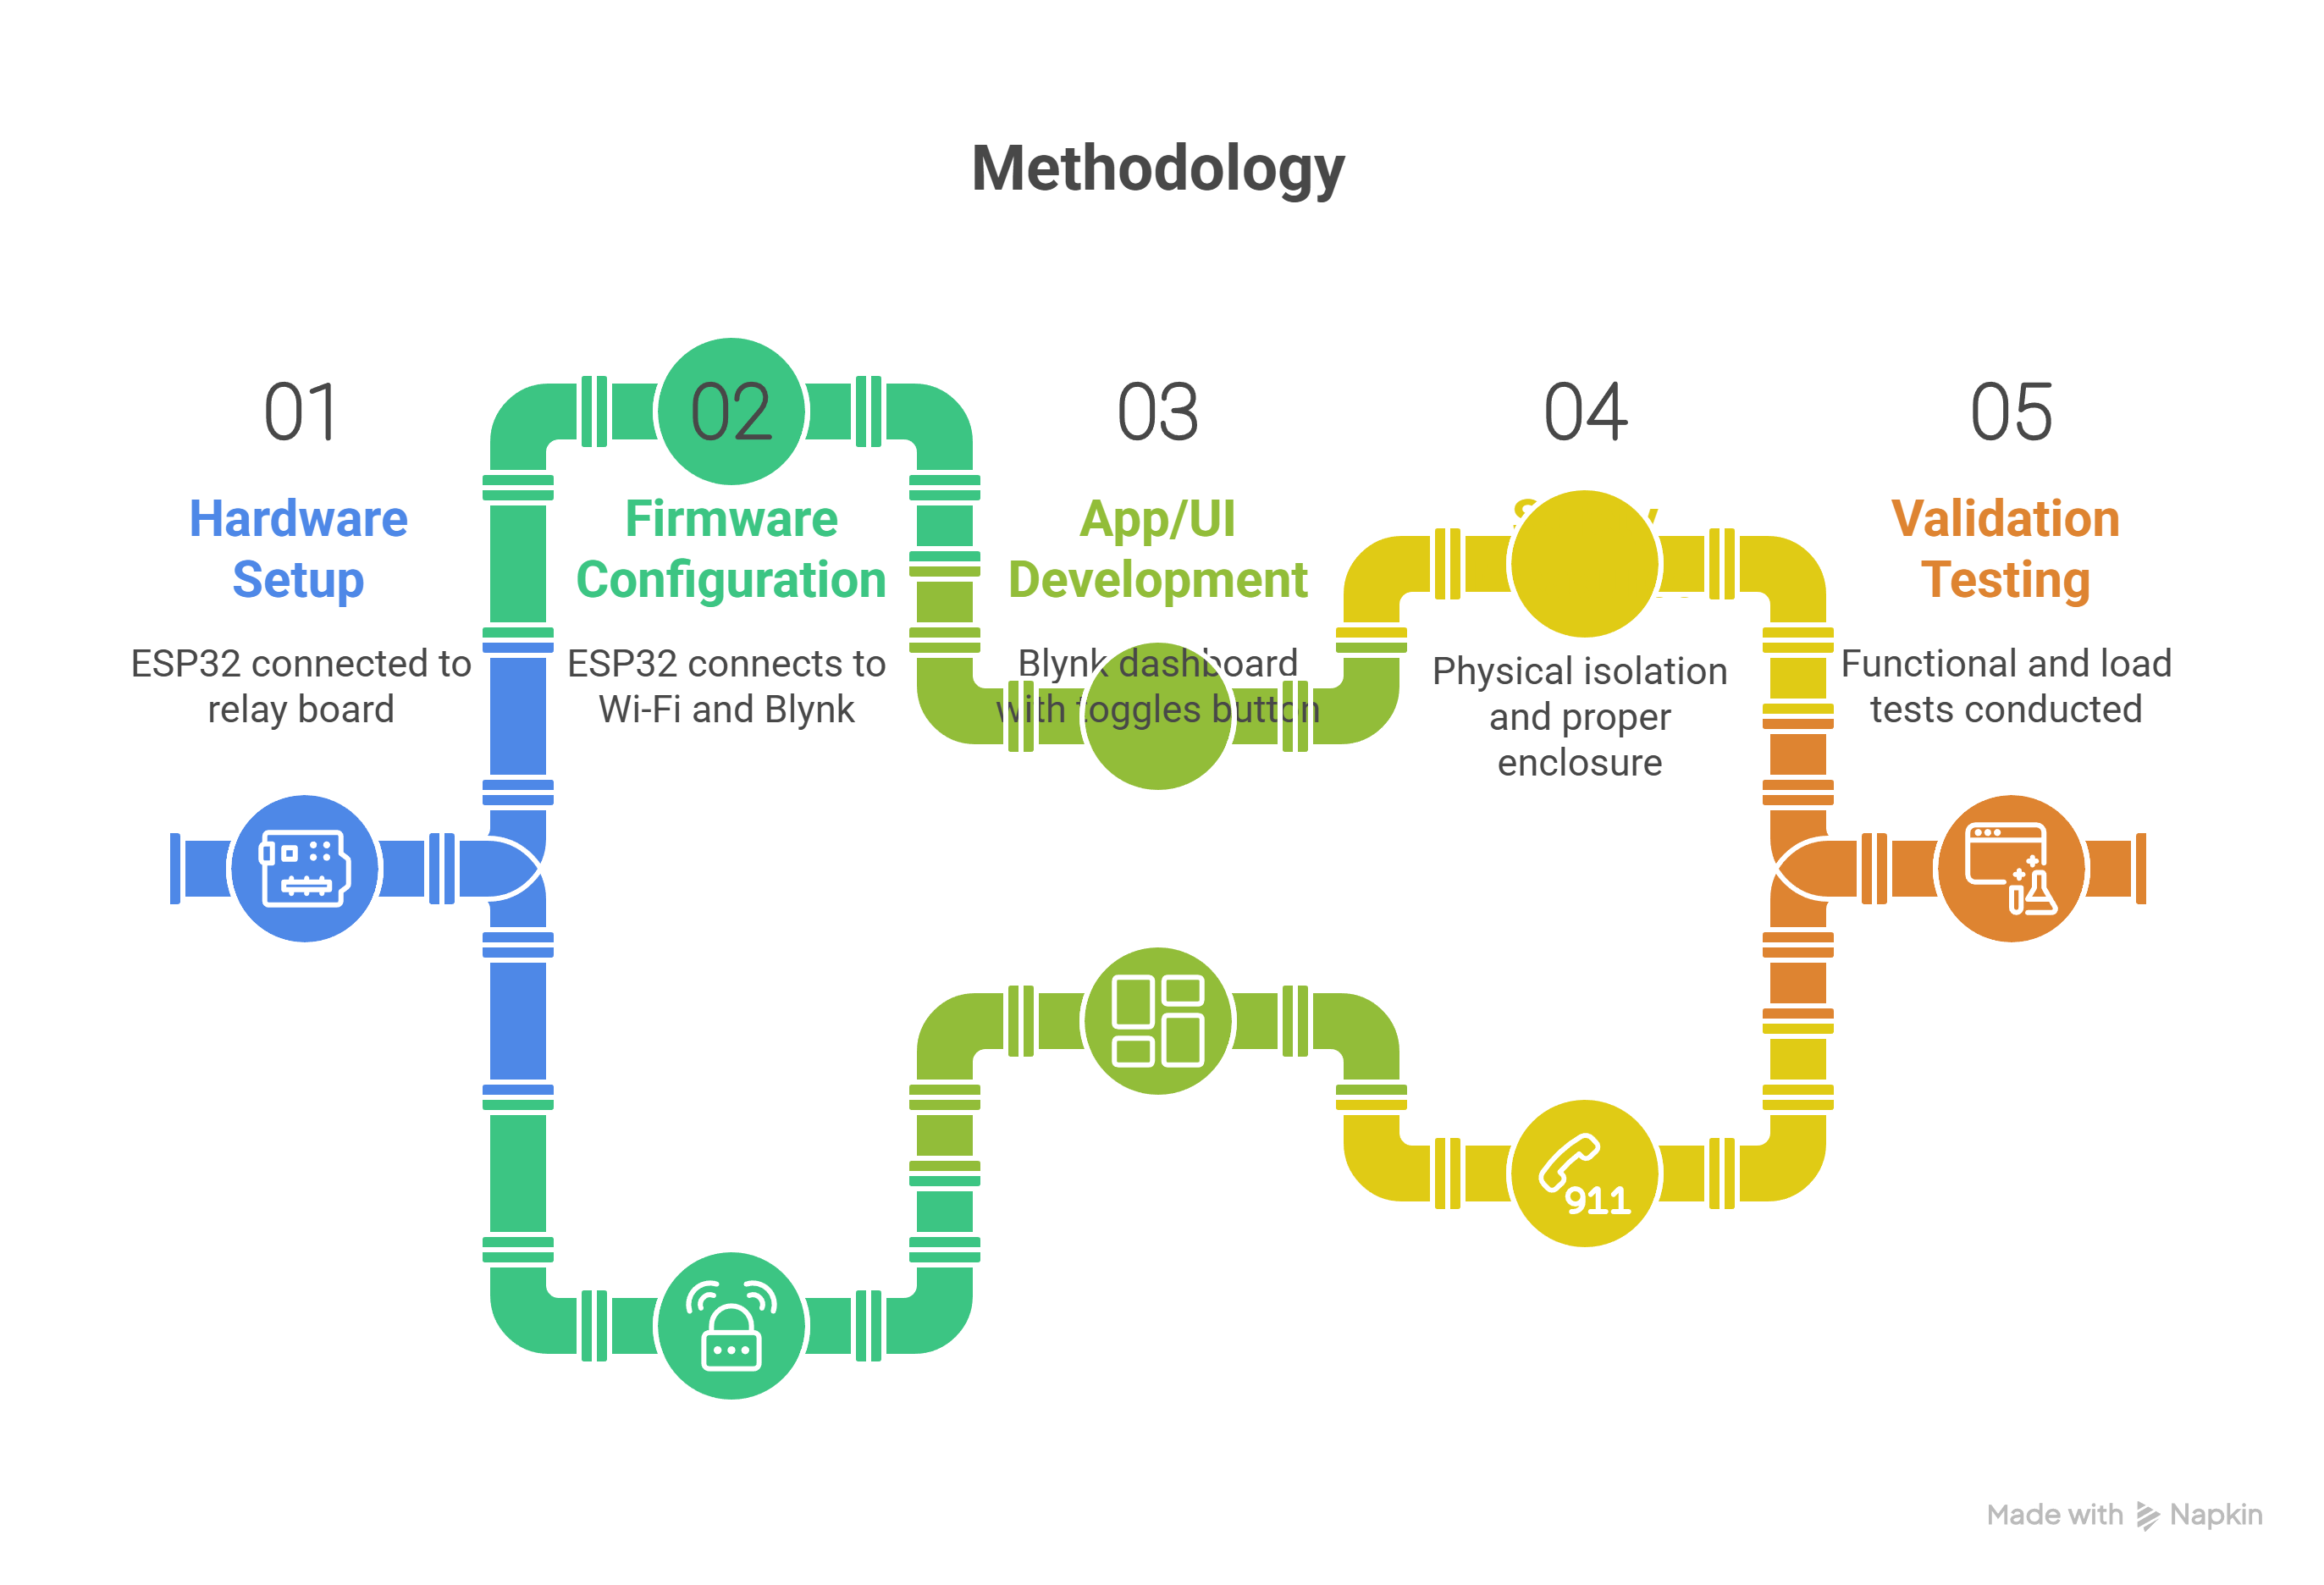 Methodology
01
Hardware
Setup
ESP32 connected to
relay board
02
Firmware
Configuration
ESP32 connects to
Wi-Fi and Blynk
03
App/UI
Development
Blynk dashboard
with toggles button
04
Physical isolation
and proper
enclosure
05
Validation
Testing
Functional and load
tests conducted
911
Made with Napkin